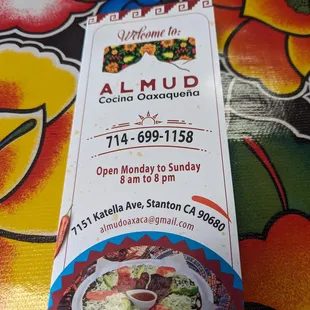 Welcome to:
ALMUD
Cocina Oaxaqueña
714 - 699-1158
Open Monday to Sunday
8 am to 8 pm
7151 Katella Ave, Stanton CA 90680
almudoaxaca@gmail.com